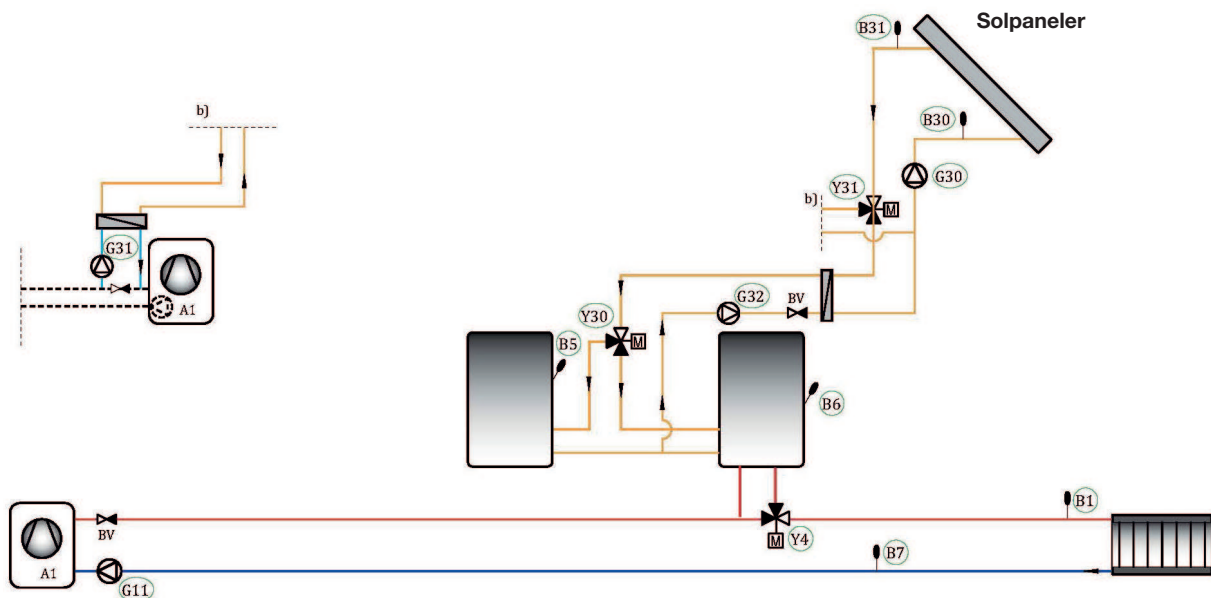 Solpaneler
B31
b)
B30
G30
Y31
b)
M
G31
A1
G32
BV
Y30
M
B5
B6
B1
BV
Y4
M
B7
A1
G11